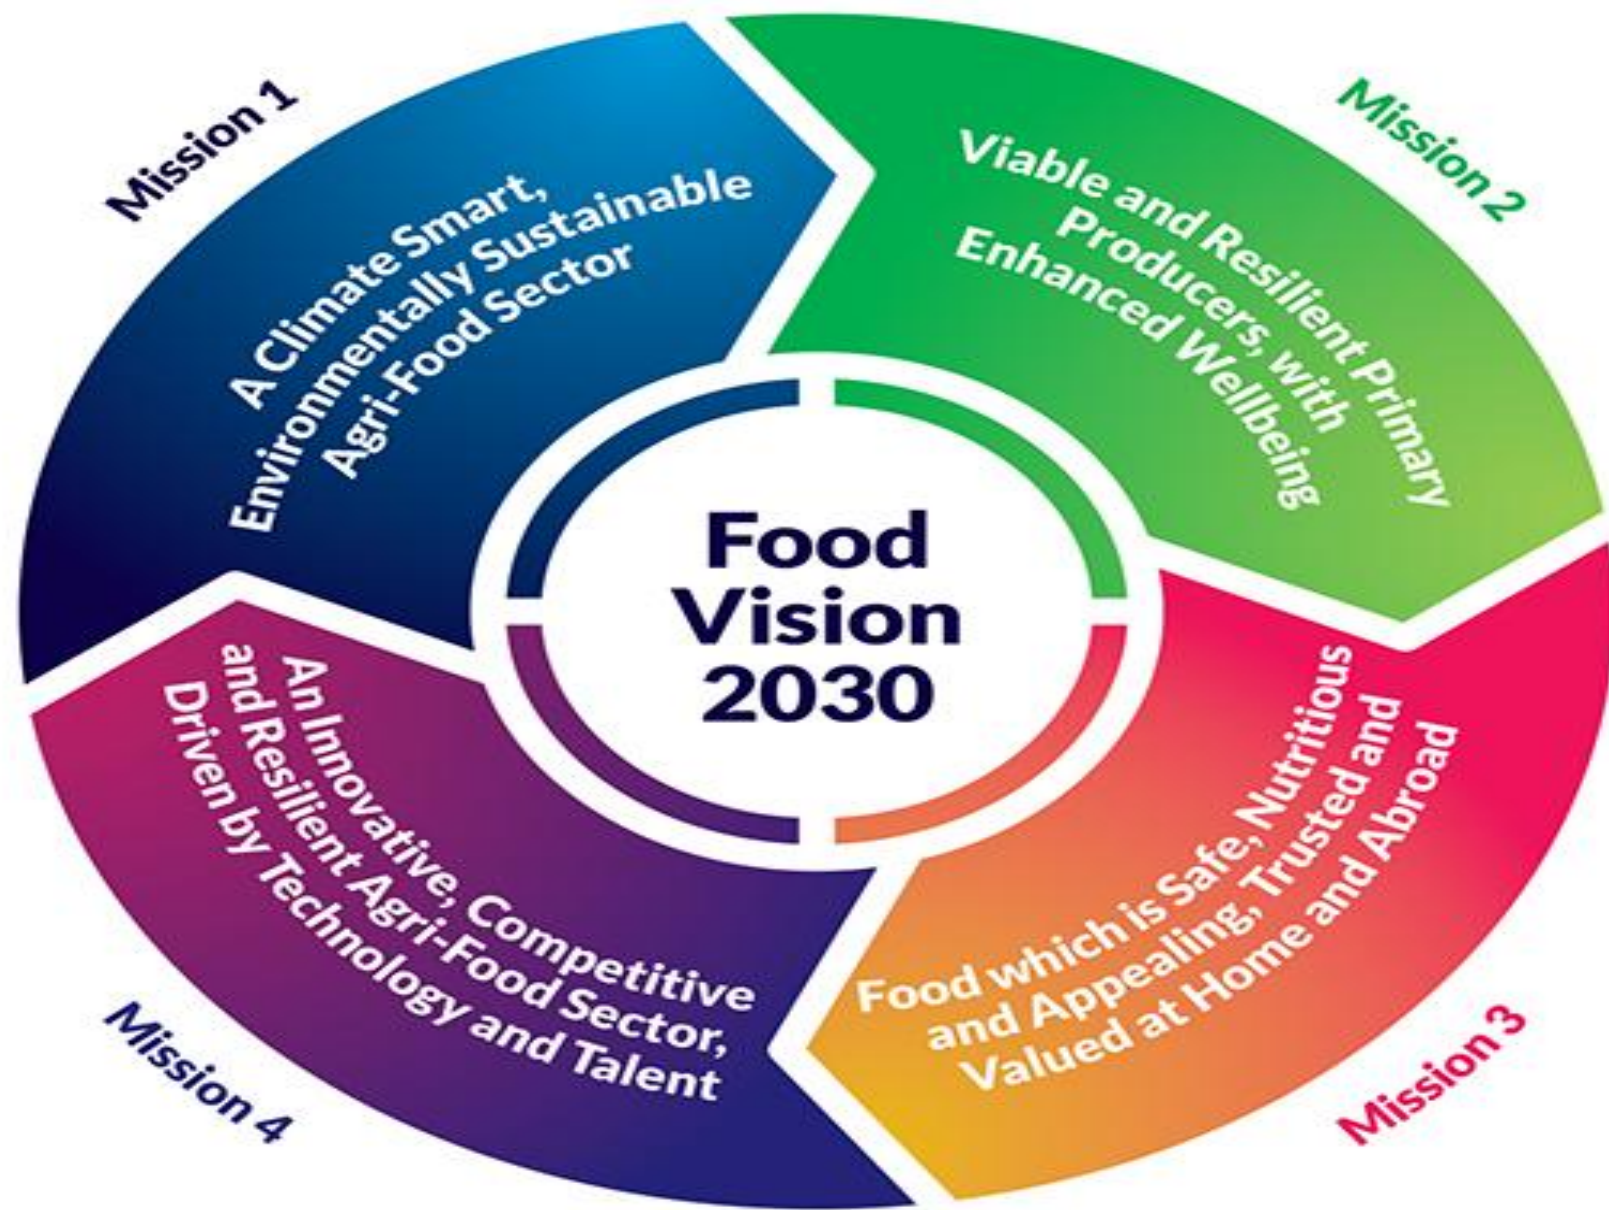 Mission 1
A Climate Smart,
Environmentally Sustainable
Agri-Food Sector
Mission 2
Viable and Resilient Primary
Producers, with
Enhanced Wellbeing
Food
Vision
2030
Mission 3
Food which is Safe, Nutritious
and Appealing, Trusted and
Valued at Home and Abroad
Mission 4
An Innovative, Competitive
and Resilient Agri-Food Sector,
Driven by Technology and Talent